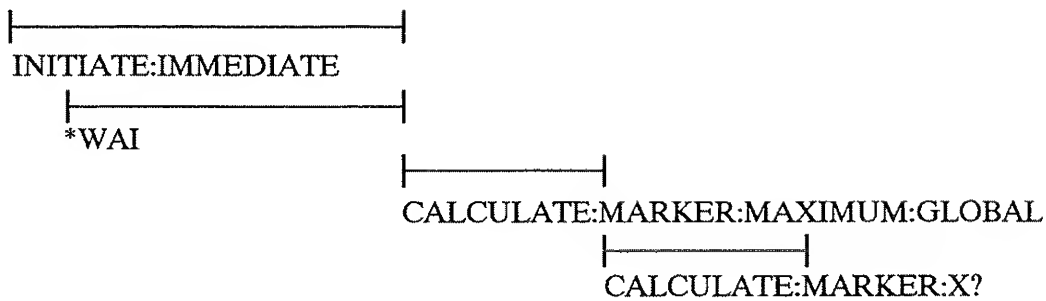 INITIATE:IMMEDIATE
*WAI
CALCULATE:MARKER:MAXIMUM:GLOBAL
CALCULATE:MARKER:X?